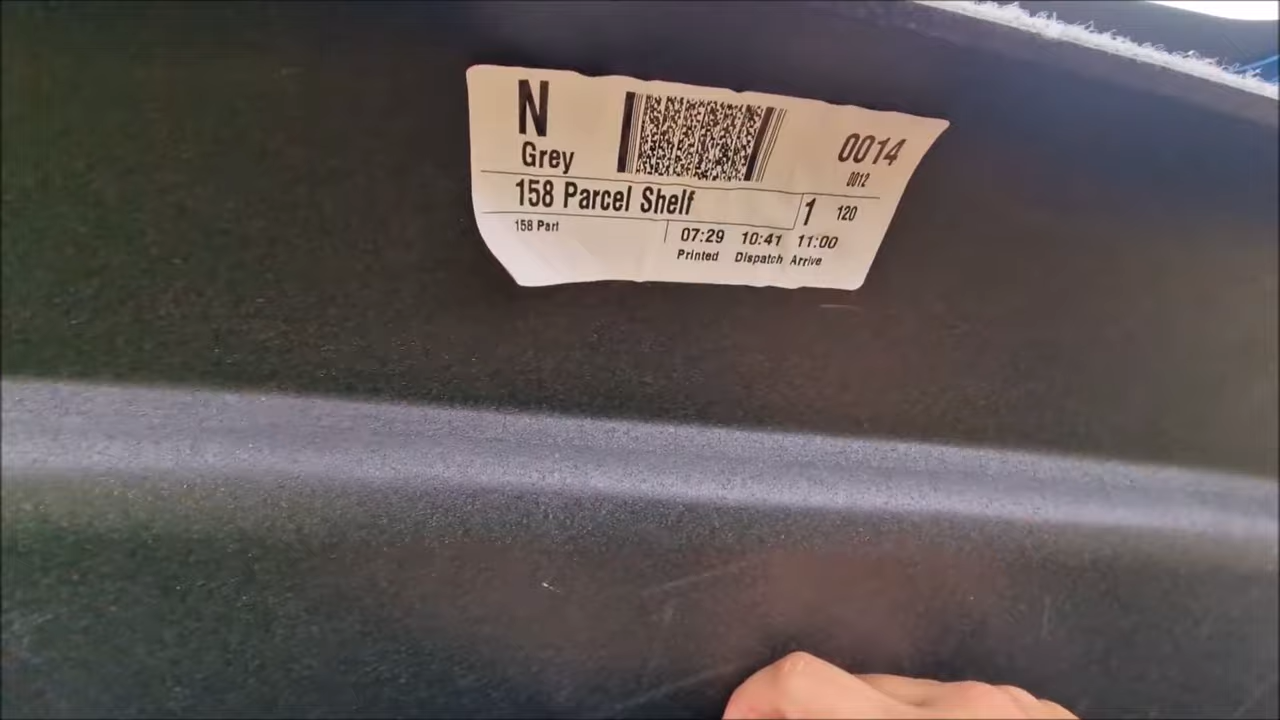 N
Grey
0014
0012
158 Parcel Shelf
1 120
158 Part
07:29 10:41 11:00
Printed Dispatch Arrive